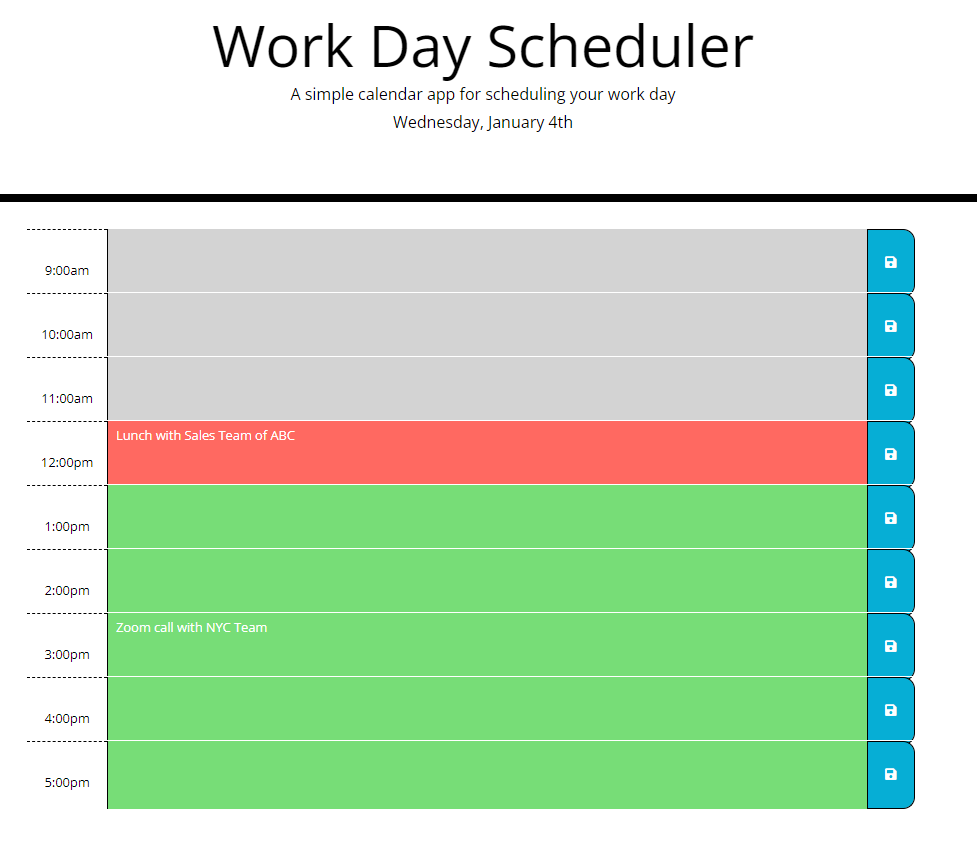 Work Day Scheduler
A simple calendar app for scheduling your work day
Wednesday, January 4th
9:00am
10:00am
11:00am
Lunch with Sales Team of ABC
12:00pm
1:00pm
2:00pm
Zoom call with NYC Team
3:00pm
4:00pm
5:00pm